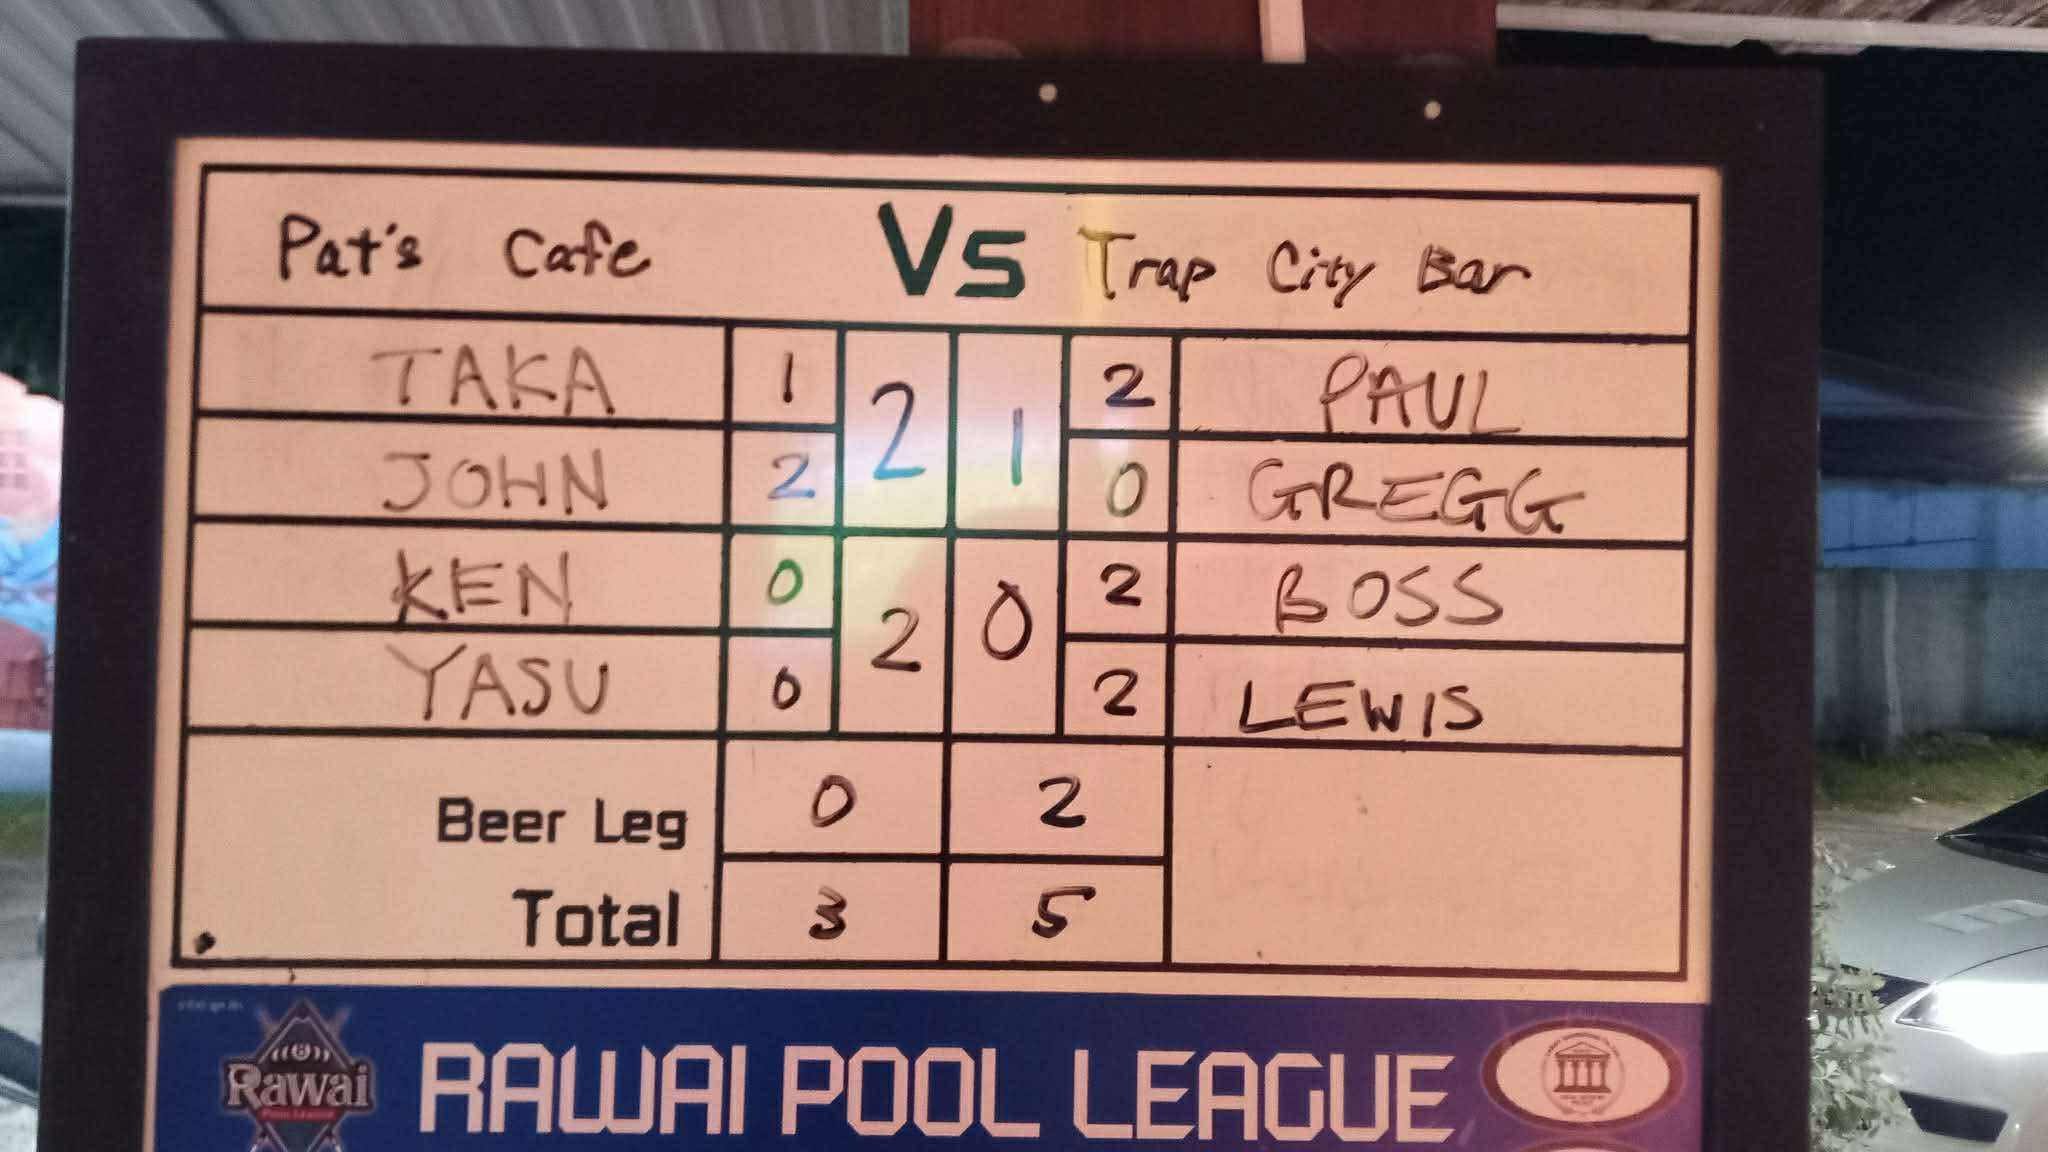 Pat's Cafe Vs Trap City Bar
TAKA 1 2 1 2 PAUL
JOHN 2 0 GREGG
KEN 0 2 0 2 BOSS
YASU 0 2 LEWIS
Beer Leg 0 2
Total 3 5
Rawai
RAWAI POOL LEAGUE